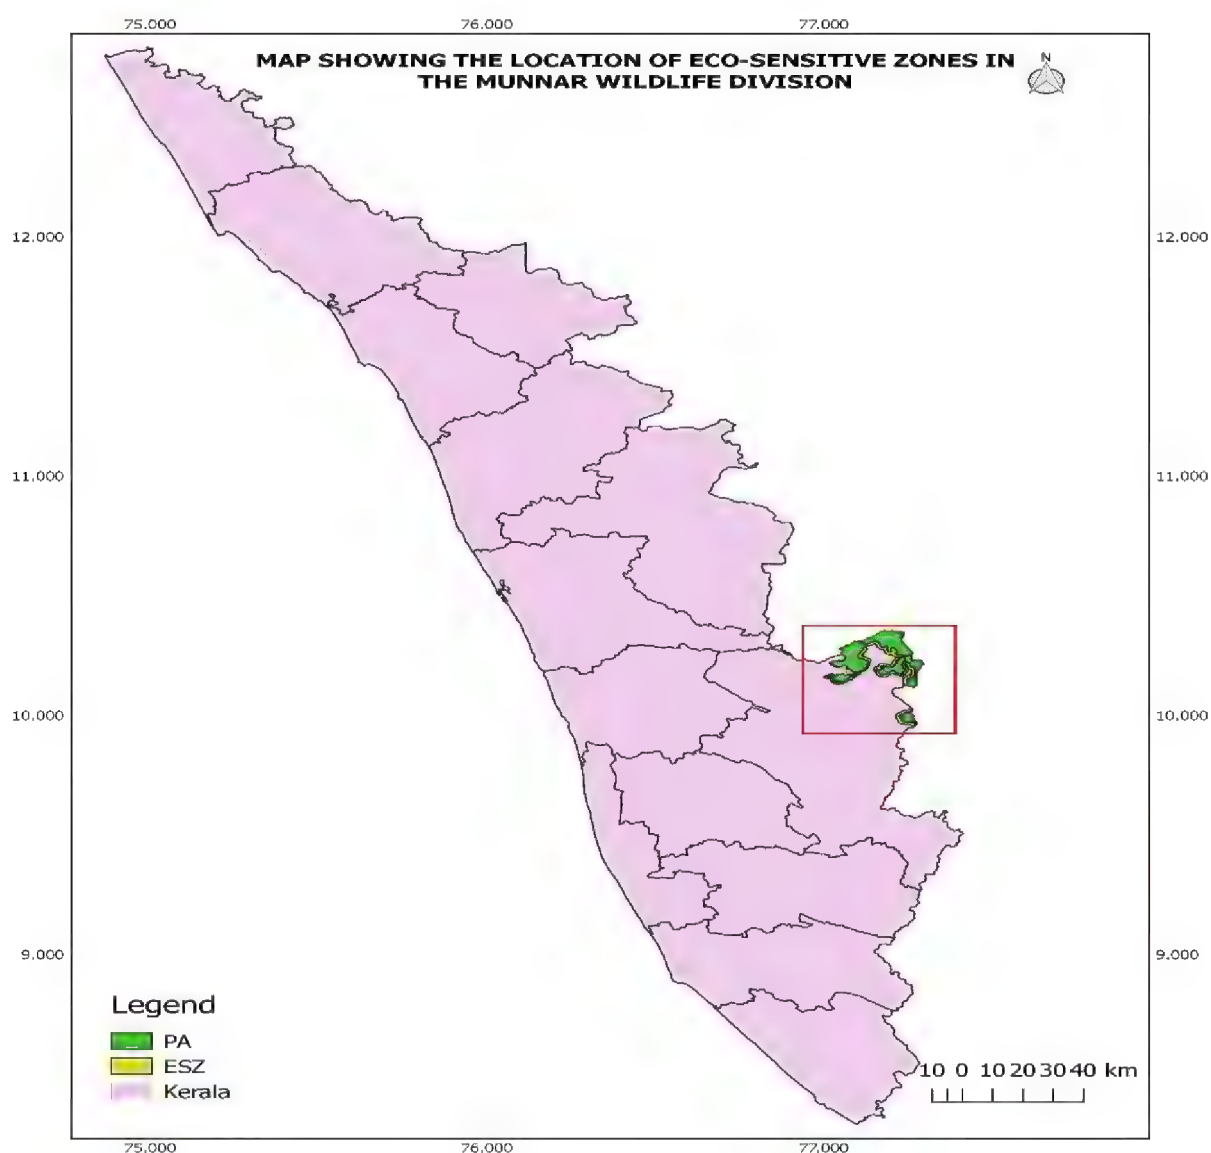 75.000 76.000 77.000
MAP SHOWING THE LOCATION OF ECO-SENSITIVE ZONES IN
THE MUNNAR WILDLIFE DIVISION
N
12.000 12.000
11.000 11.000
10.000 10.000
9.000 9.000
Legend
PA
ESZ
Kerala
10 0 10 20 30 40 km
75.000 76.000 77.000